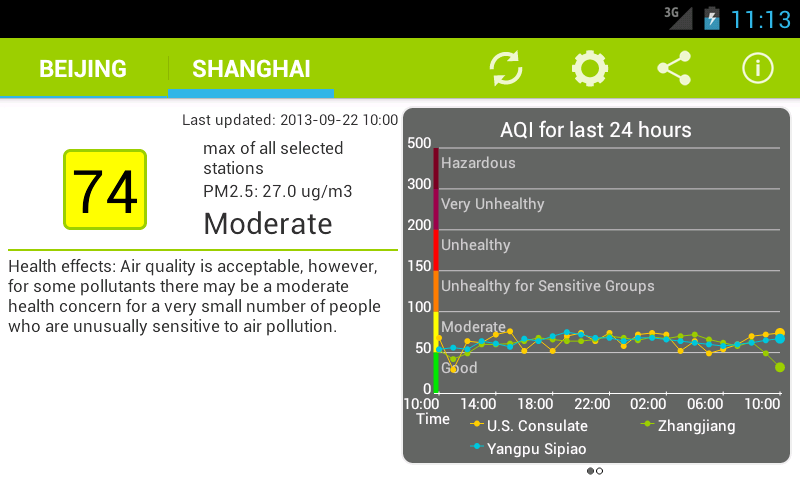 3G 11:13
BEIJING SHANGHAI
Last updated: 2013-09-22 10:00
74
max of all selected
stations
PM2.5: 27.0 ug/m3
Moderate
Health effects: Air quality is acceptable, however,
for some pollutants there may be a moderate
health concern for a very small number of people
who are unusually sensitive to air pollution.
AQI for last 24 hours
500
Hazardous
300
Very Unhealthy
200
Unhealthy
150
Unhealthy for Sensitive Groups
100
Moderate
50
Good
0
10:00 14:00 18:00 22:00 02:00 06:00 10:00
Time
U.S. Consulate Zhangjiang
Yangpu Sipiao